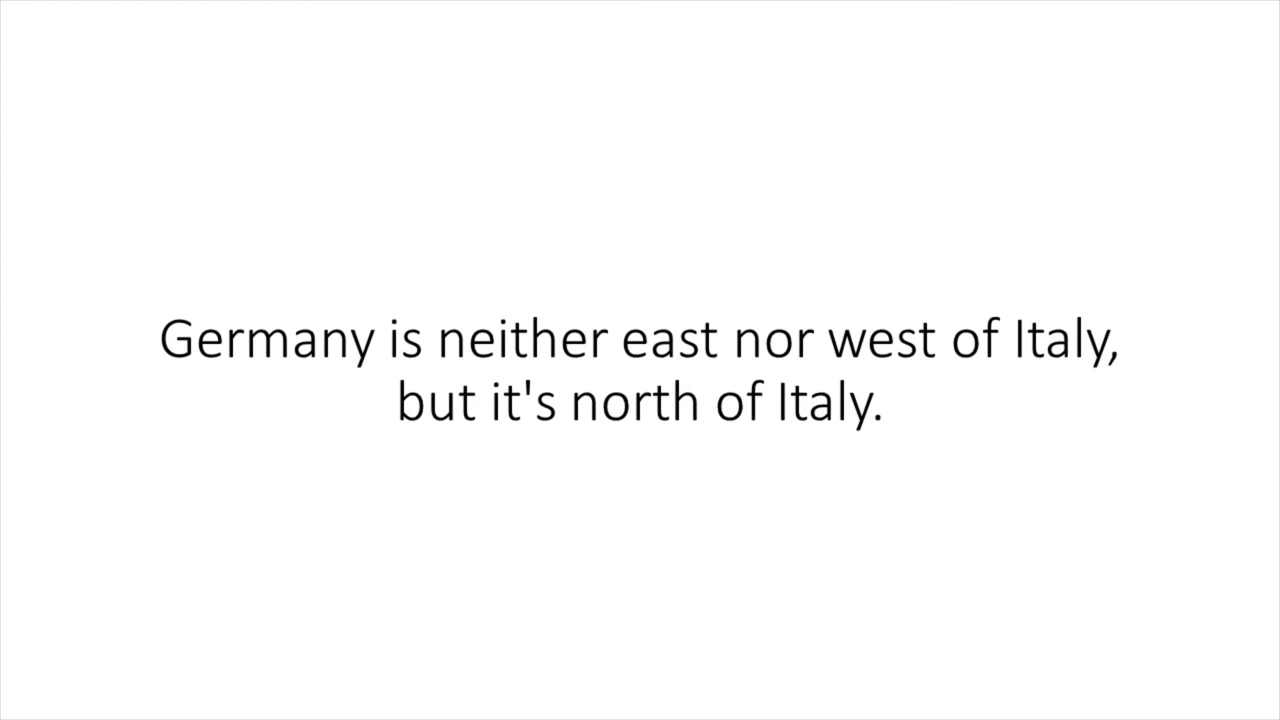 Germany is neither east nor west of Italy,
but it's north of Italy.